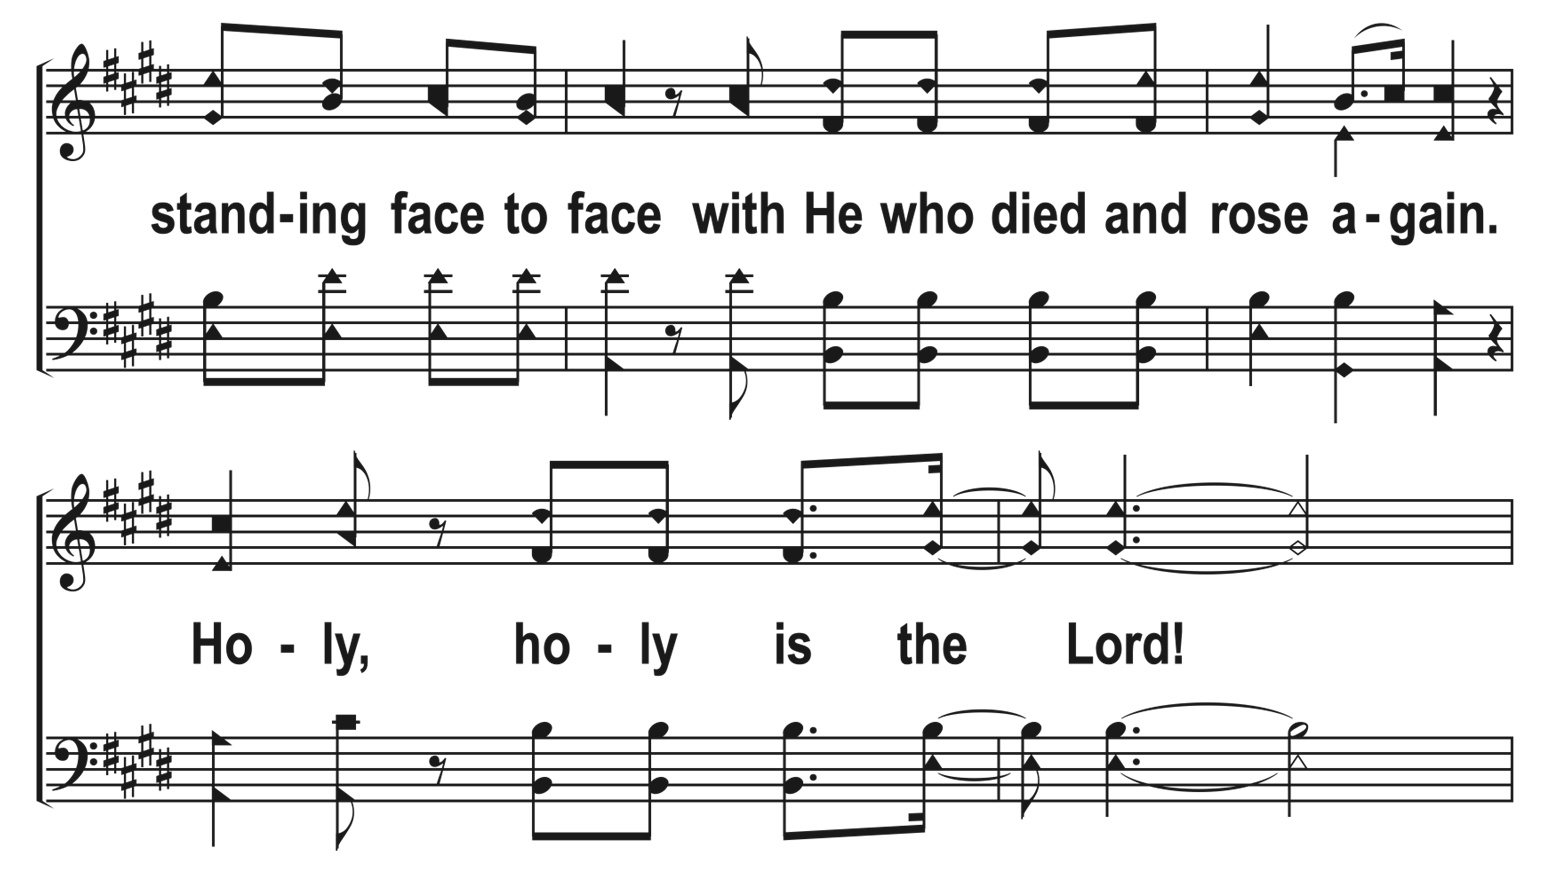 stand-ing face to face with He who died and rose a-gain.
Ho - ly, ho - ly is the Lord!